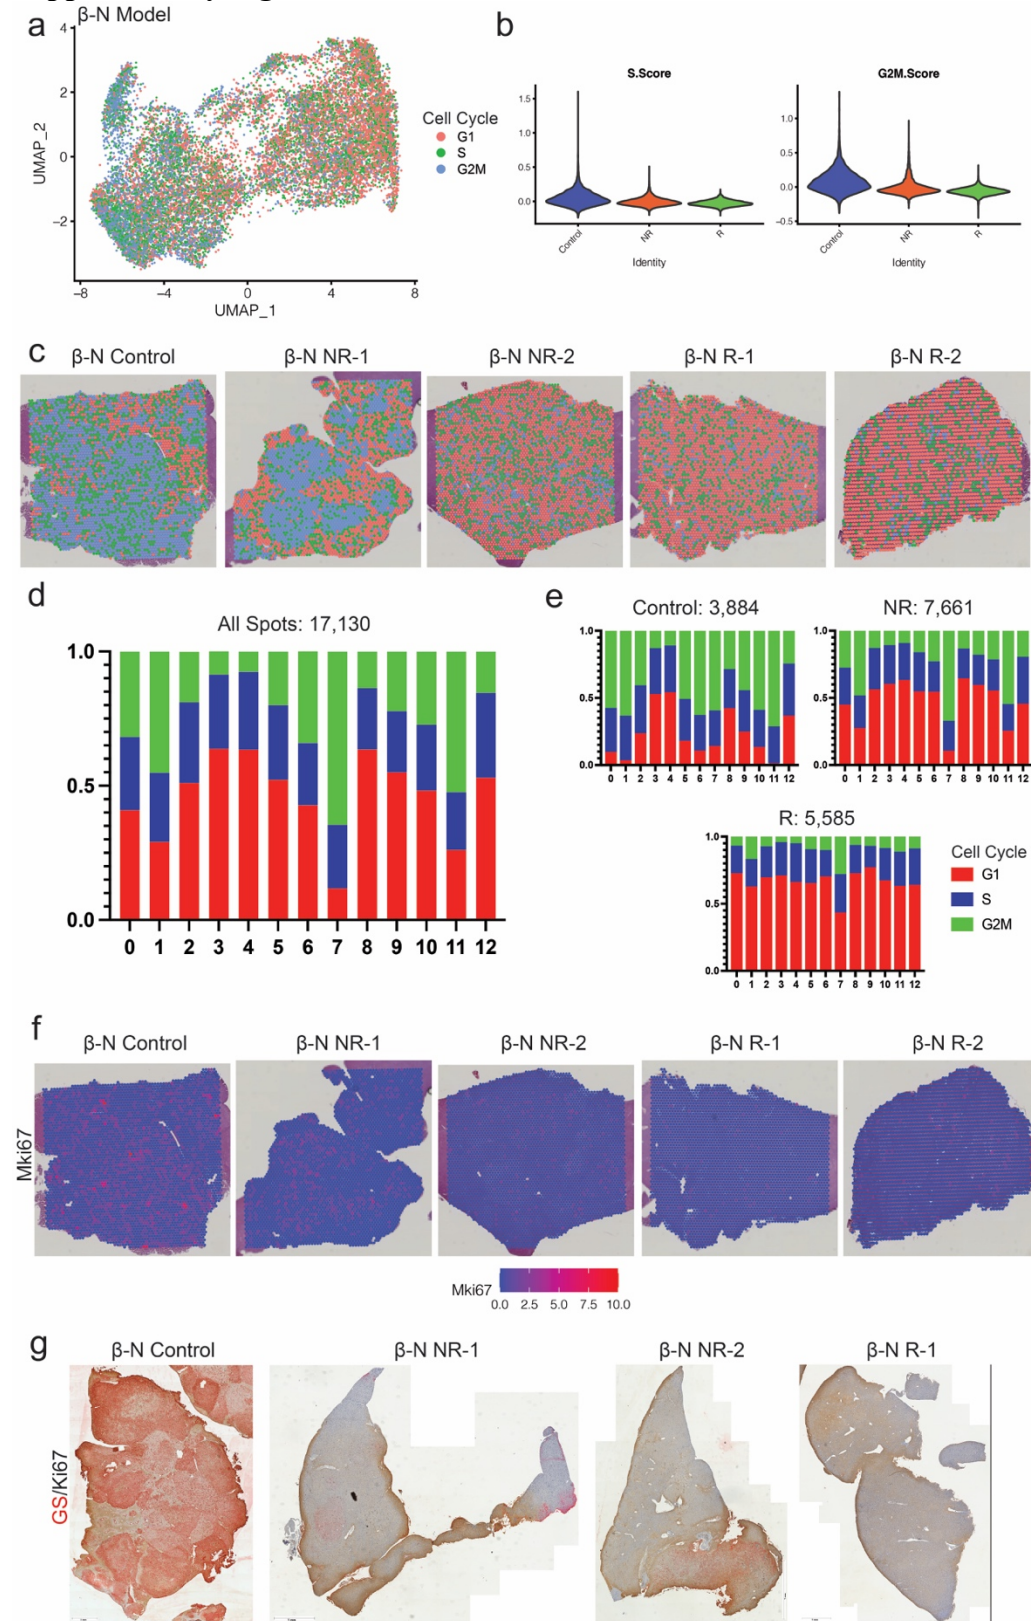 a
β-N Model
4
2
0
−2
UMAP_2
−8
−4
0
4
8
UMAP_1
Cell Cycle
G1
S
G2M
b
S.Score
1.5
1.0
0.5
0.0
Control
NR
R
Identity
G2M.Score
1.0
0.5
0.0
−0.5
Control
NR
R
Identity
c
β-N Control
β-N NR-1
β-N NR-2
β-N R-1
β-N R-2
d
All Spots: 17,130
1.0
0.5
0.0
0 1 2 3 4 5 6 7 8 9 10 11 12
e
Control: 3,884
1.0
0.5
0.0
0 1 2 3 4 5 6 7 8 9 10 11 12
NR: 7,661
1.0
0.5
0.0
0 1 2 3 4 5 6 7 8 9 10 11 12
R: 5,585
1.0
0.5
0.0
0 1 2 3 4 5 6 7 8 9 10 11 12
Cell Cycle
G1
S
G2M
f
β-N Control
β-N NR-1
β-N NR-2
β-N R-1
β-N R-2
Mki67
Mki67
0.0 2.5 5.0 7.5 10.0
g
β-N Control
β-N NR-1
β-N NR-2
β-N R-1
GS/Ki67